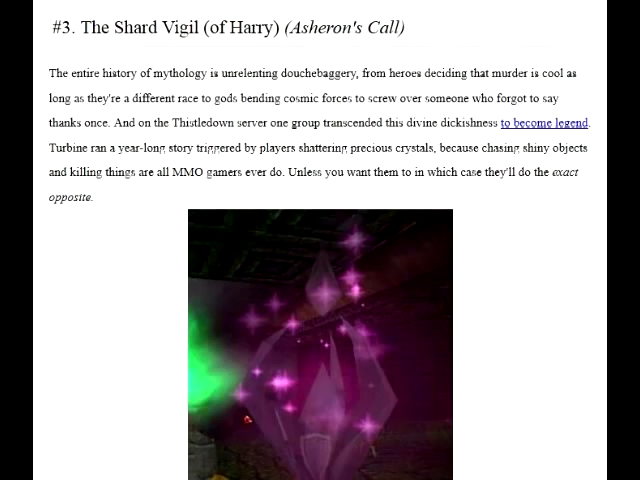 #3. The Shard Vigil (of Harry) (Asheron's Call)
The entire history of mythology is unrelenting douchebaggery, from heroes deciding that murder is cool as
long as they're a different race to gods bending cosmic forces to screw over someone who forgot to say
thanks once. And on the Thistledown server one group transcended this divine dickishness to become legend.
Turbine ran a year-long story triggered by players shattering precious crystals, because chasing shiny objects
and killing things are all MMO gamers ever do. Unless you want them to in which case they'll do the exact
opposite.